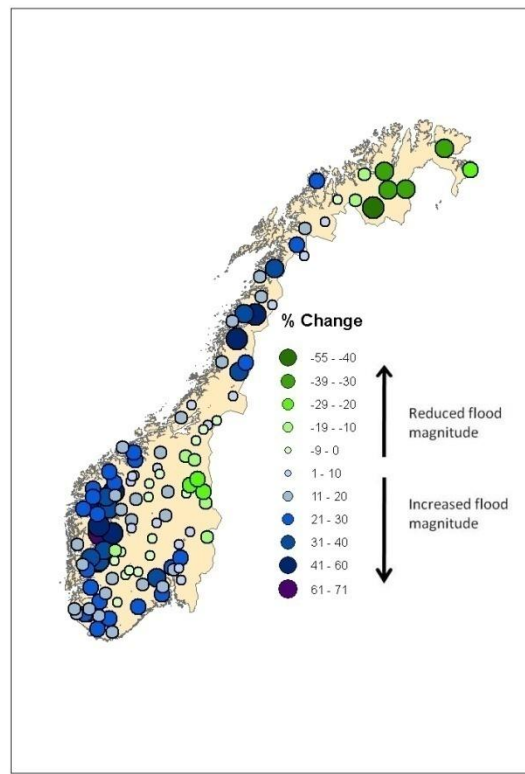 % Change
-55 - -40
-39 - -30
-29 - -20
-19 - -10
-9 - 0
1 - 10
11 - 20
21 - 30
31 - 40
41 - 60
61 - 71
Reduced flood
magnitude
Increased flood
magnitude